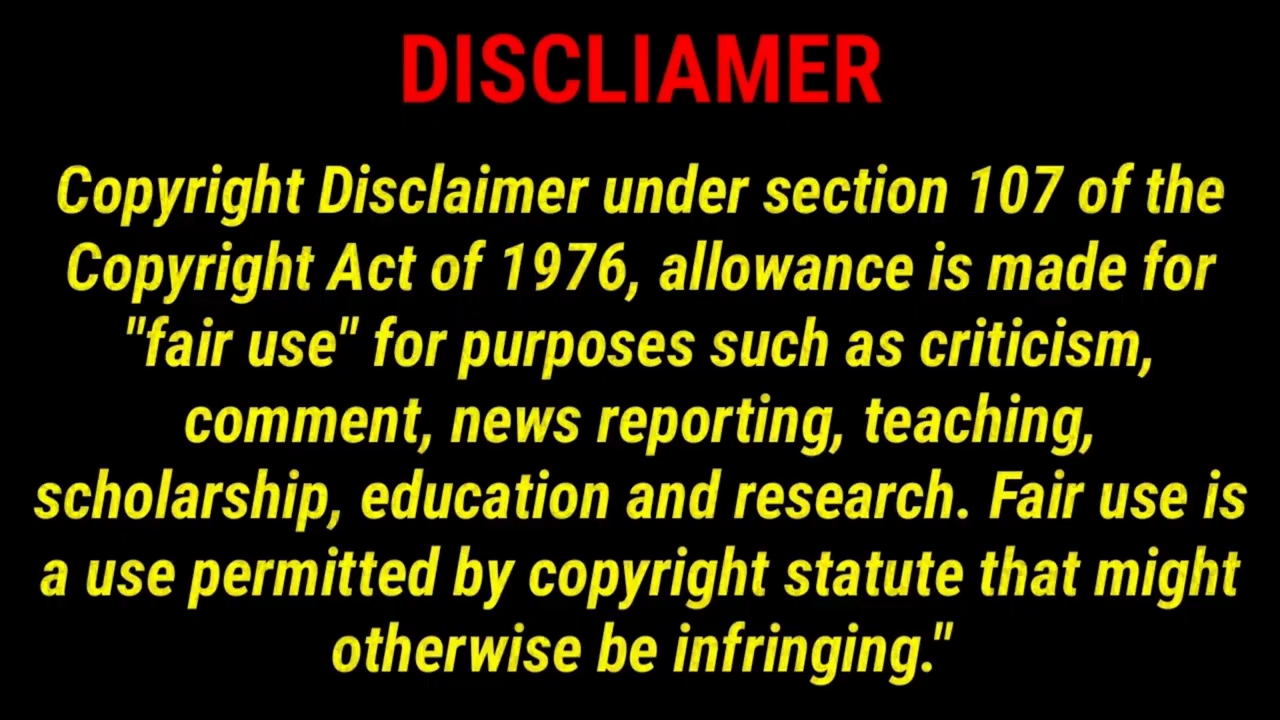 DISCLIAMER
Copyright Disclaimer under section 107 of the
Copyright Act of 1976, allowance is made for
"fair use" for purposes such as criticism,
comment, news reporting, teaching,
scholarship, education and research. Fair use is
a use permitted by copyright statute that might
otherwise be infringing."